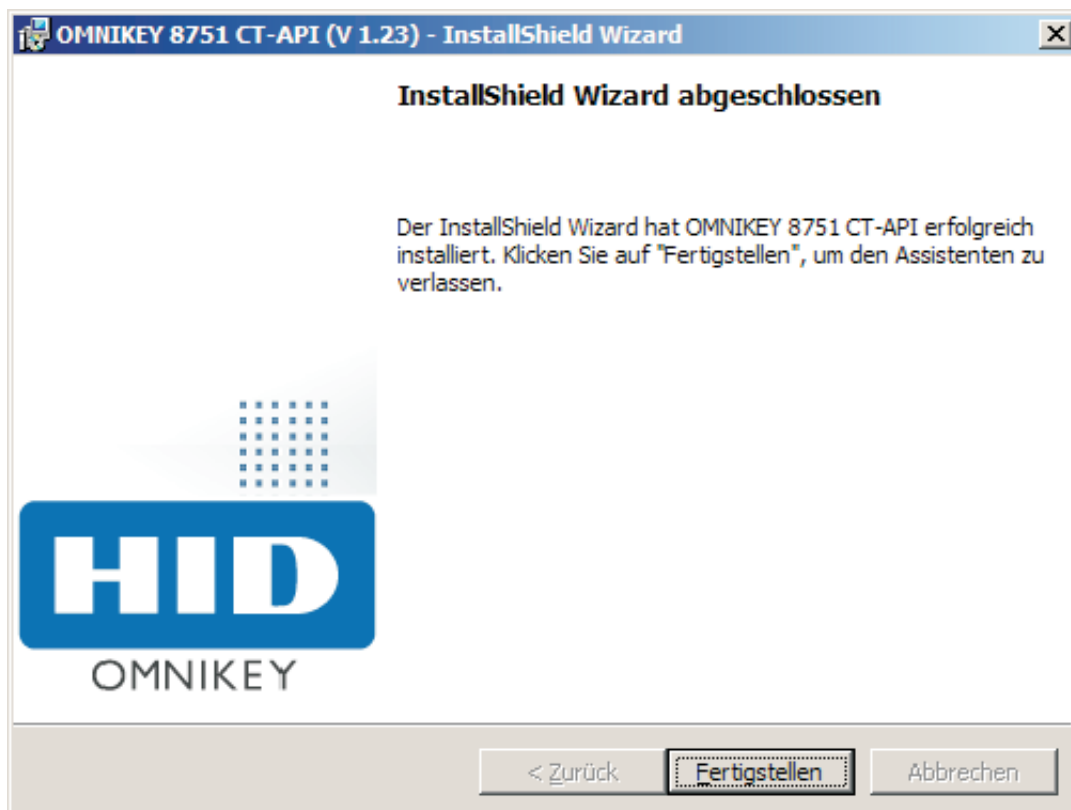 OMNIKEY 8751 CT-API (V 1.23) - InstallShield Wizard
InstallShield Wizard abgeschlossen
Der InstallShield Wizard hat OMNIKEY 8751 CT-API erfolgreich
installiert. Klicken Sie auf "Fertigstellen", um den Assistenten zu
verlassen.
HID
OMNIKEY
< Zurück
Fertigstellen
Abbrechen